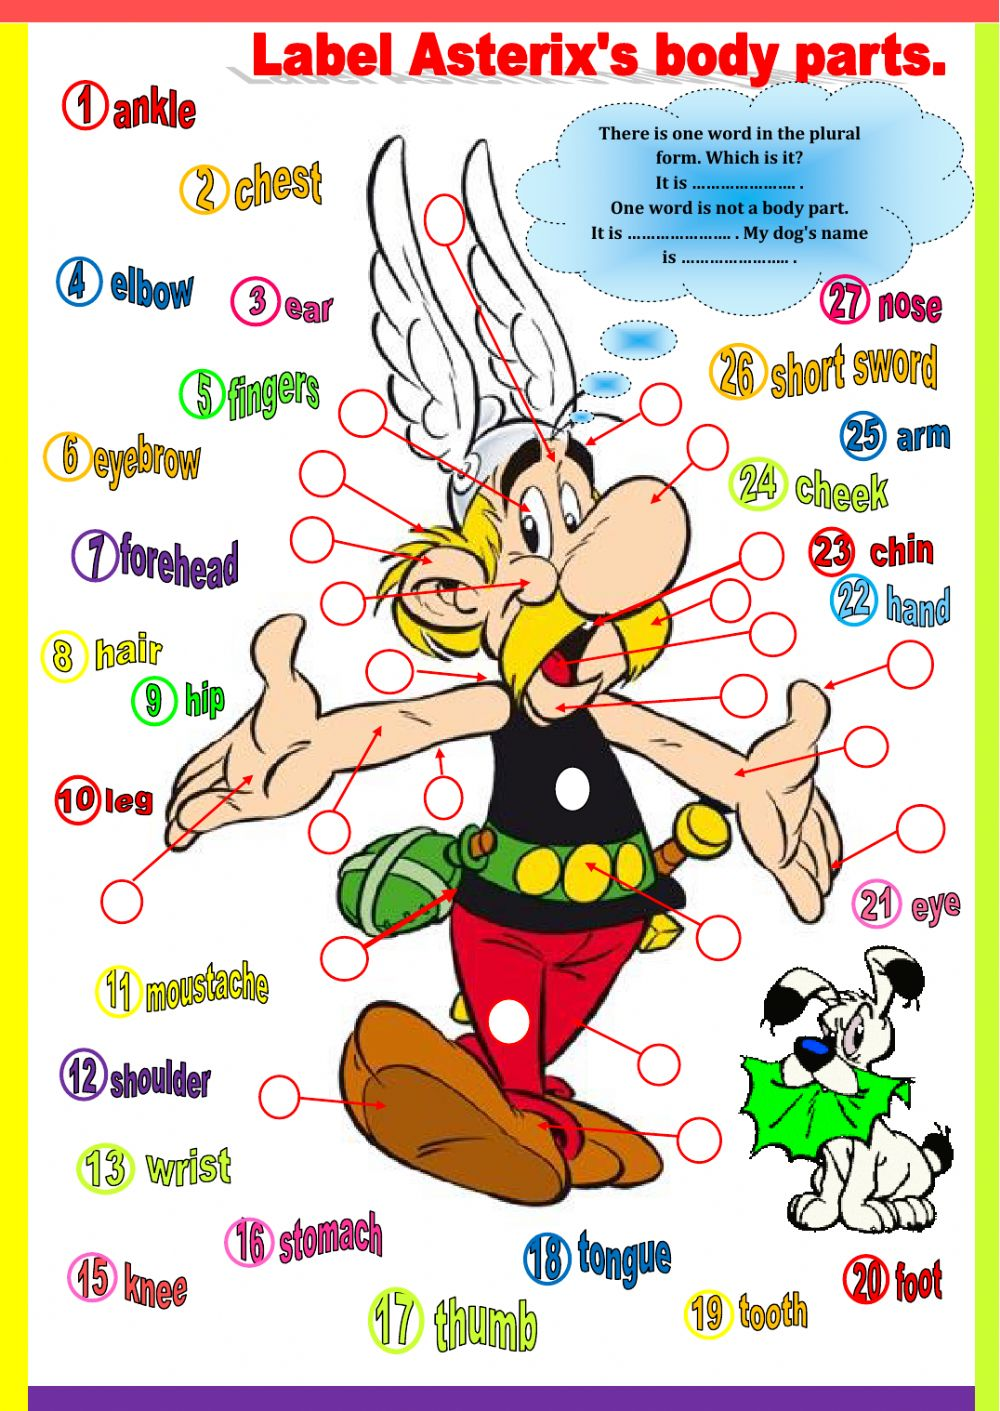 Label Asterix's body parts.
There is one word in the plural
form. Which is it?
It is ………………….. .
One word is not a body part.
It is ………………….. . My dog's name
is ………………….. .
1 ankle
2 chest
4 elbow
3 ear
5 fingers
6 eyebrow
7 forehead
8 hair
9 hip
10 leg
11 moustache
12 shoulder
13 wrist
16 stomach
15 knee
17 thumb
18 tongue
19 tooth
20 foot
21 eye
22 hand
23 chin
24 cheek
25 arm
26 short sword
27 nose